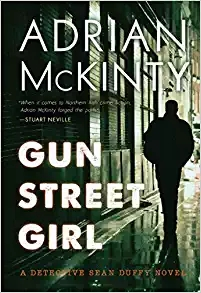 ADRIAN
McKINTY
"When it comes to Northern Irish crime fiction,
Adrian McKinty forged the path."
—STUART NEVILLE
GUN
STREET
GIRL
A DETECTIVE SEAN DUFFY NOVEL